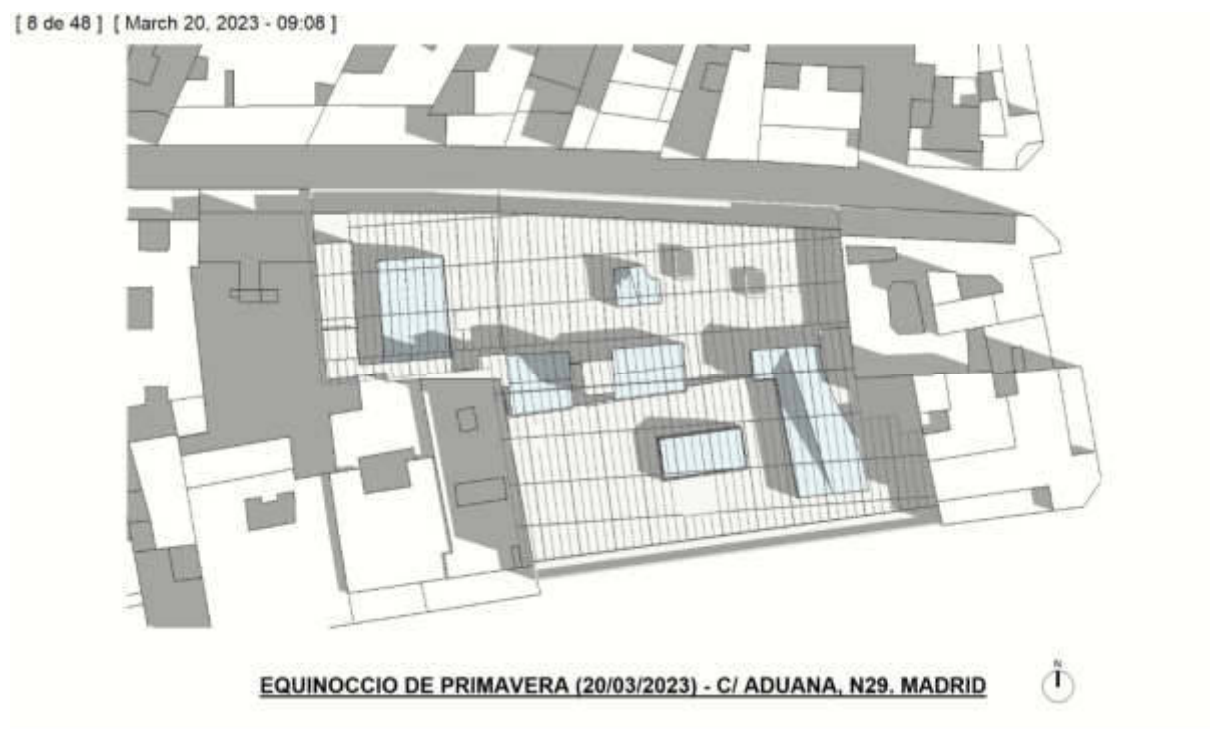 [ 8 de 48 ] [ March 20, 2023 - 09:08 ]
EQUINOCCIO DE PRIMAVERA (20/03/2023) - C/ ADUANA, N29. MADRID
N